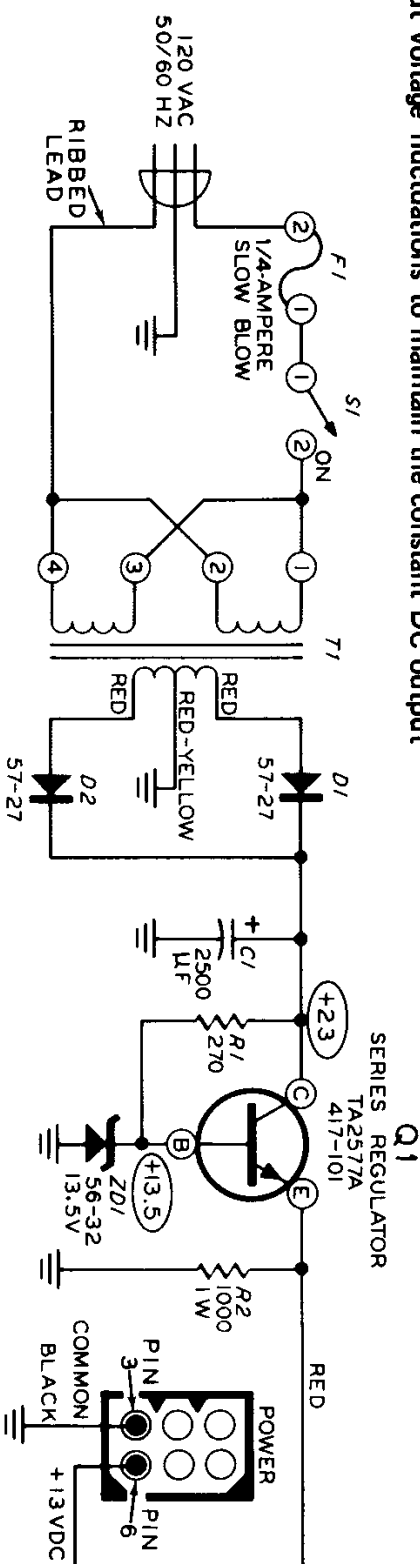 ut voltage fluctuations to maintain the constant DC output
120 VAC
50/60 HZ
RIBBED
LEAD
2
F1
1
1/4-AMPERE
SLOW BLOW
1
S1
2
ON
1
2
3
4
T1
RED
RED-YELLOW
RED
D1
57-27
D2
57-27
+
C1
2500
µF
+23
R1
270
Q1
SERIES REGULATOR
TA2577A
417-101
C
B
E
+13.5
ZD1
56-32
13.5V
R2
1000
1W
RED
POWER
PIN
3
PIN
6
COMMON
BLACK
+13VDC